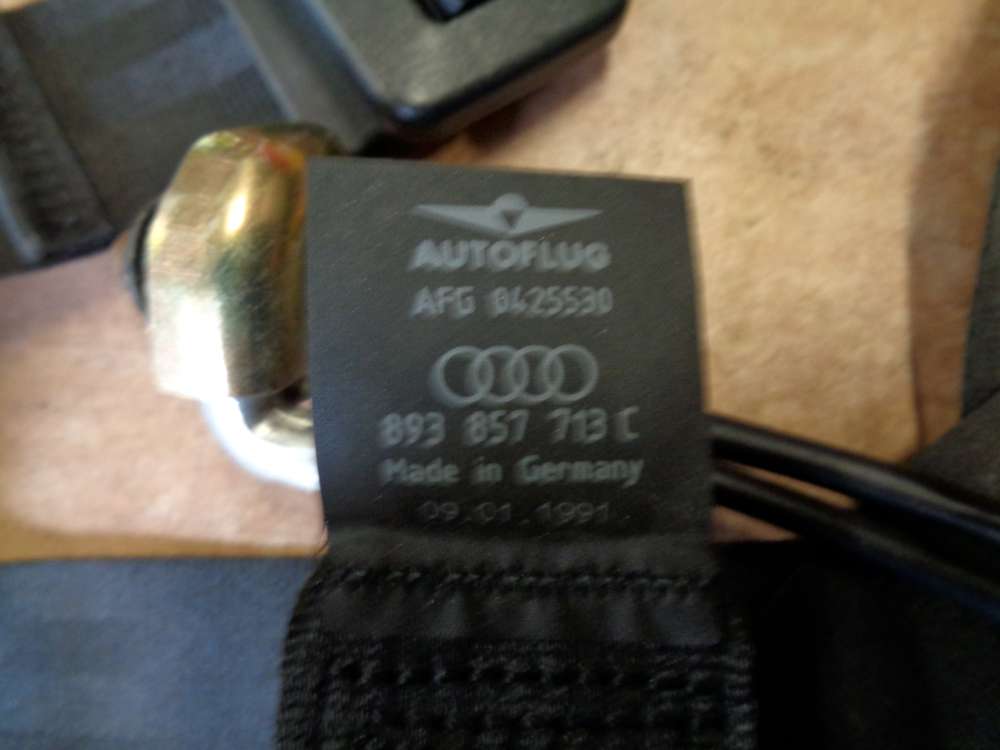 AUTOFLUG
AFG 0425530
893 857 713 C
Made in Germany
09.01.1991